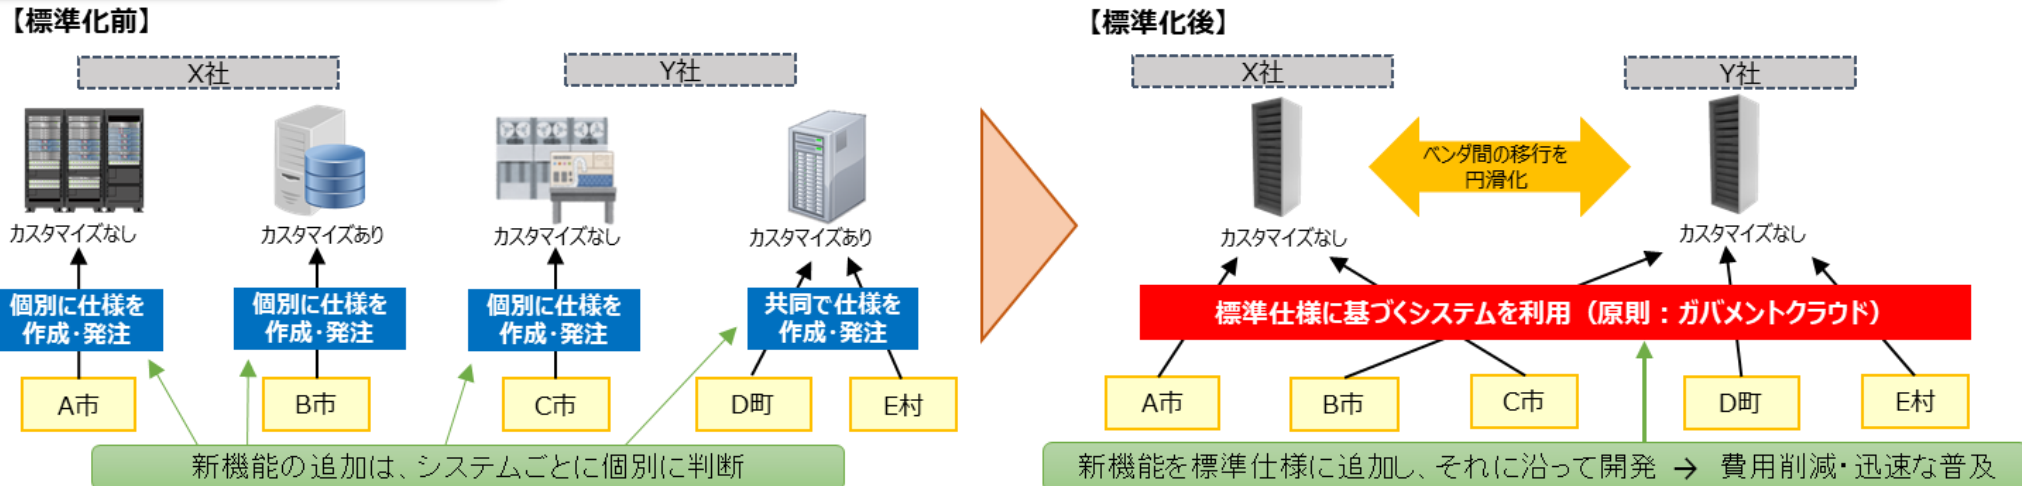 【標準化前】
X社
Y社
カスタマイズなし
カスタマイズあり
カスタマイズなし
カスタマイズあり
個別に仕様を
作成・発注
個別に仕様を
作成・発注
個別に仕様を
作成・発注
共同で仕様を
作成・発注
A市
B市
C市
D町
E村
新機能の追加は、システムごとに個別に判断
【標準化後】
X社
Y社
ベンダ間の移行を
円滑化
カスタマイズなし
カスタマイズなし
標準仕様に基づくシステムを利用（原則：ガバメントクラウド）
A市
B市
C市
D町
E村
新機能を標準仕様に追加し、それに沿って開発 → 費用削減・迅速な普及